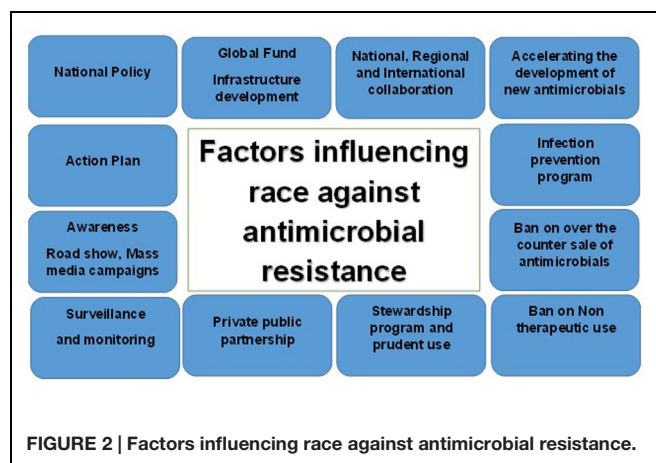 National Policy
Global Fund
Infrastructure
development
National, Regional
and International
collaboration
Accelerating the
development of
new antimicrobials
Action Plan
Factors influencing
race against
antimicrobial
resistance
Infection
prevention
program
Awareness
Road show, Mass
media campaigns
Ban on over the
counter sale of
antimicrobials
Surveillance
and monitoring
Private public
partnership
Stewardship
program and
prudent use
Ban on Non
therapeutic use
FIGURE 2 | Factors influencing race against antimicrobial resistance.